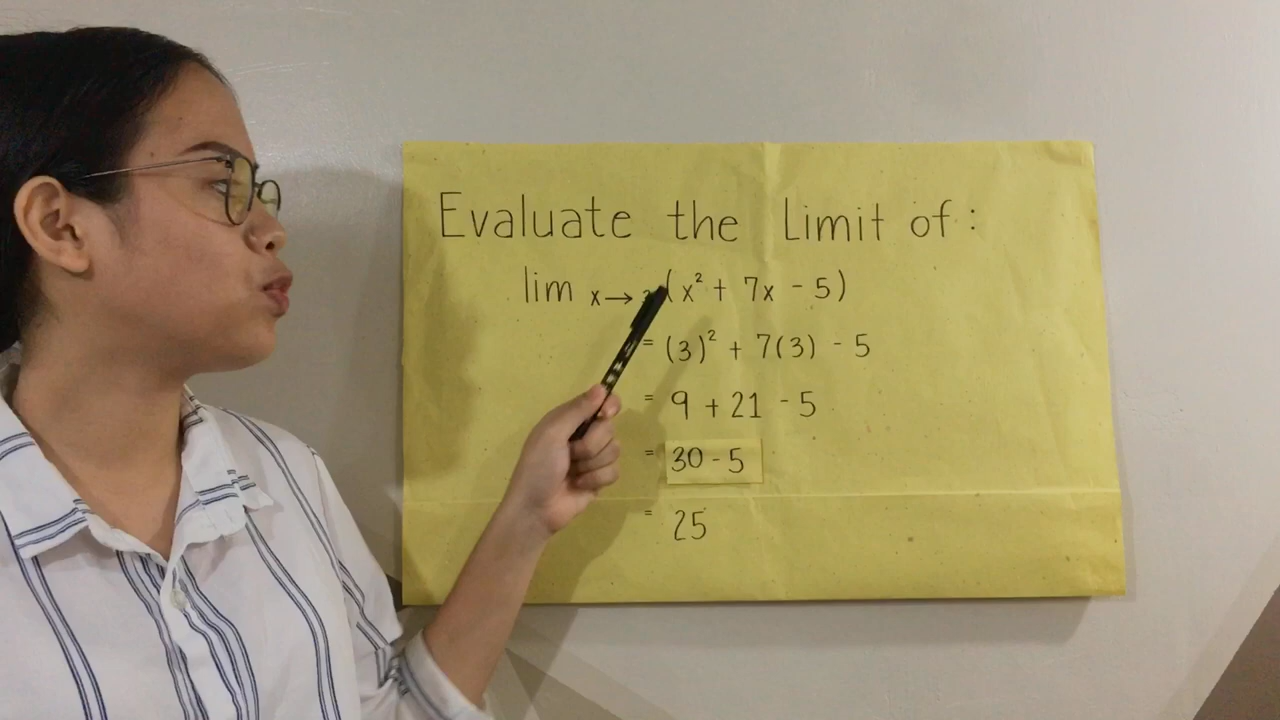 Evaluate the Limit of:
lim x→ (x² + 7x - 5)
= (3)² + 7(3) - 5
= 9 + 21 - 5
= 30 - 5
= 25